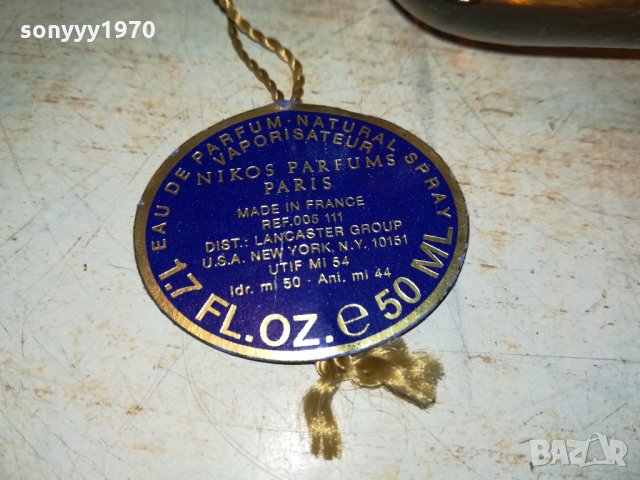 sonyyy1970
EAU DE PARFUM·NATURAL SPRAY
VAPORISATEUR
NIKOS PARFUMS
PARIS
MADE IN FRANCE
REF.005 111
DIST.: LANCASTER GROUP
U.S.A. NEW YORK, N.Y. 10151
UTIF MI 54
Idr. mi 50 · Ani. mi 44
1.7 FL.OZ. e 50 ML
BAZAR